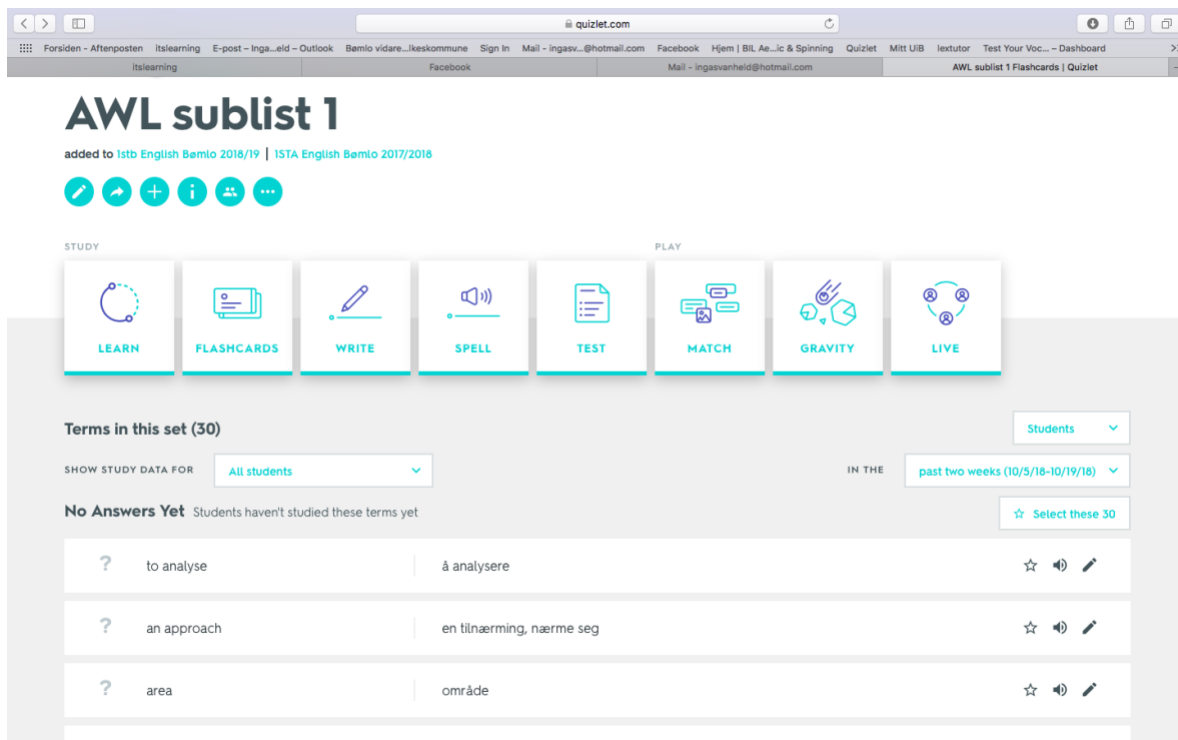 quizlet.com
Forsiden - Aftenposten itslearning E-post – Inga...eld – Outlook Bømlo vidare...lkeskommune Sign In Mail - ingasv...@hotmail.com Facebook Hjem | BIL Ae...ic & Spinning Quizlet Mitt UiB lextutor Test Your Voc... – Dashboard
itslearning Facebook Mail - ingasvanheld@hotmail.com AWL sublist 1 Flashcards | Quizlet
AWL sublist 1
added to 1stb English Bømlo 2018/19 | 1STA English Bømlo 2017/2018
STUDY PLAY
LEARN FLASHCARDS WRITE SPELL TEST MATCH GRAVITY LIVE
Terms in this set (30) Students
SHOW STUDY DATA FOR All students IN THE past two weeks (10/5/18-10/19/18)
No Answers Yet Students haven't studied these terms yet Select these 30
? to analyse å analysere
? an approach en tilnærming, nærme seg
? area område